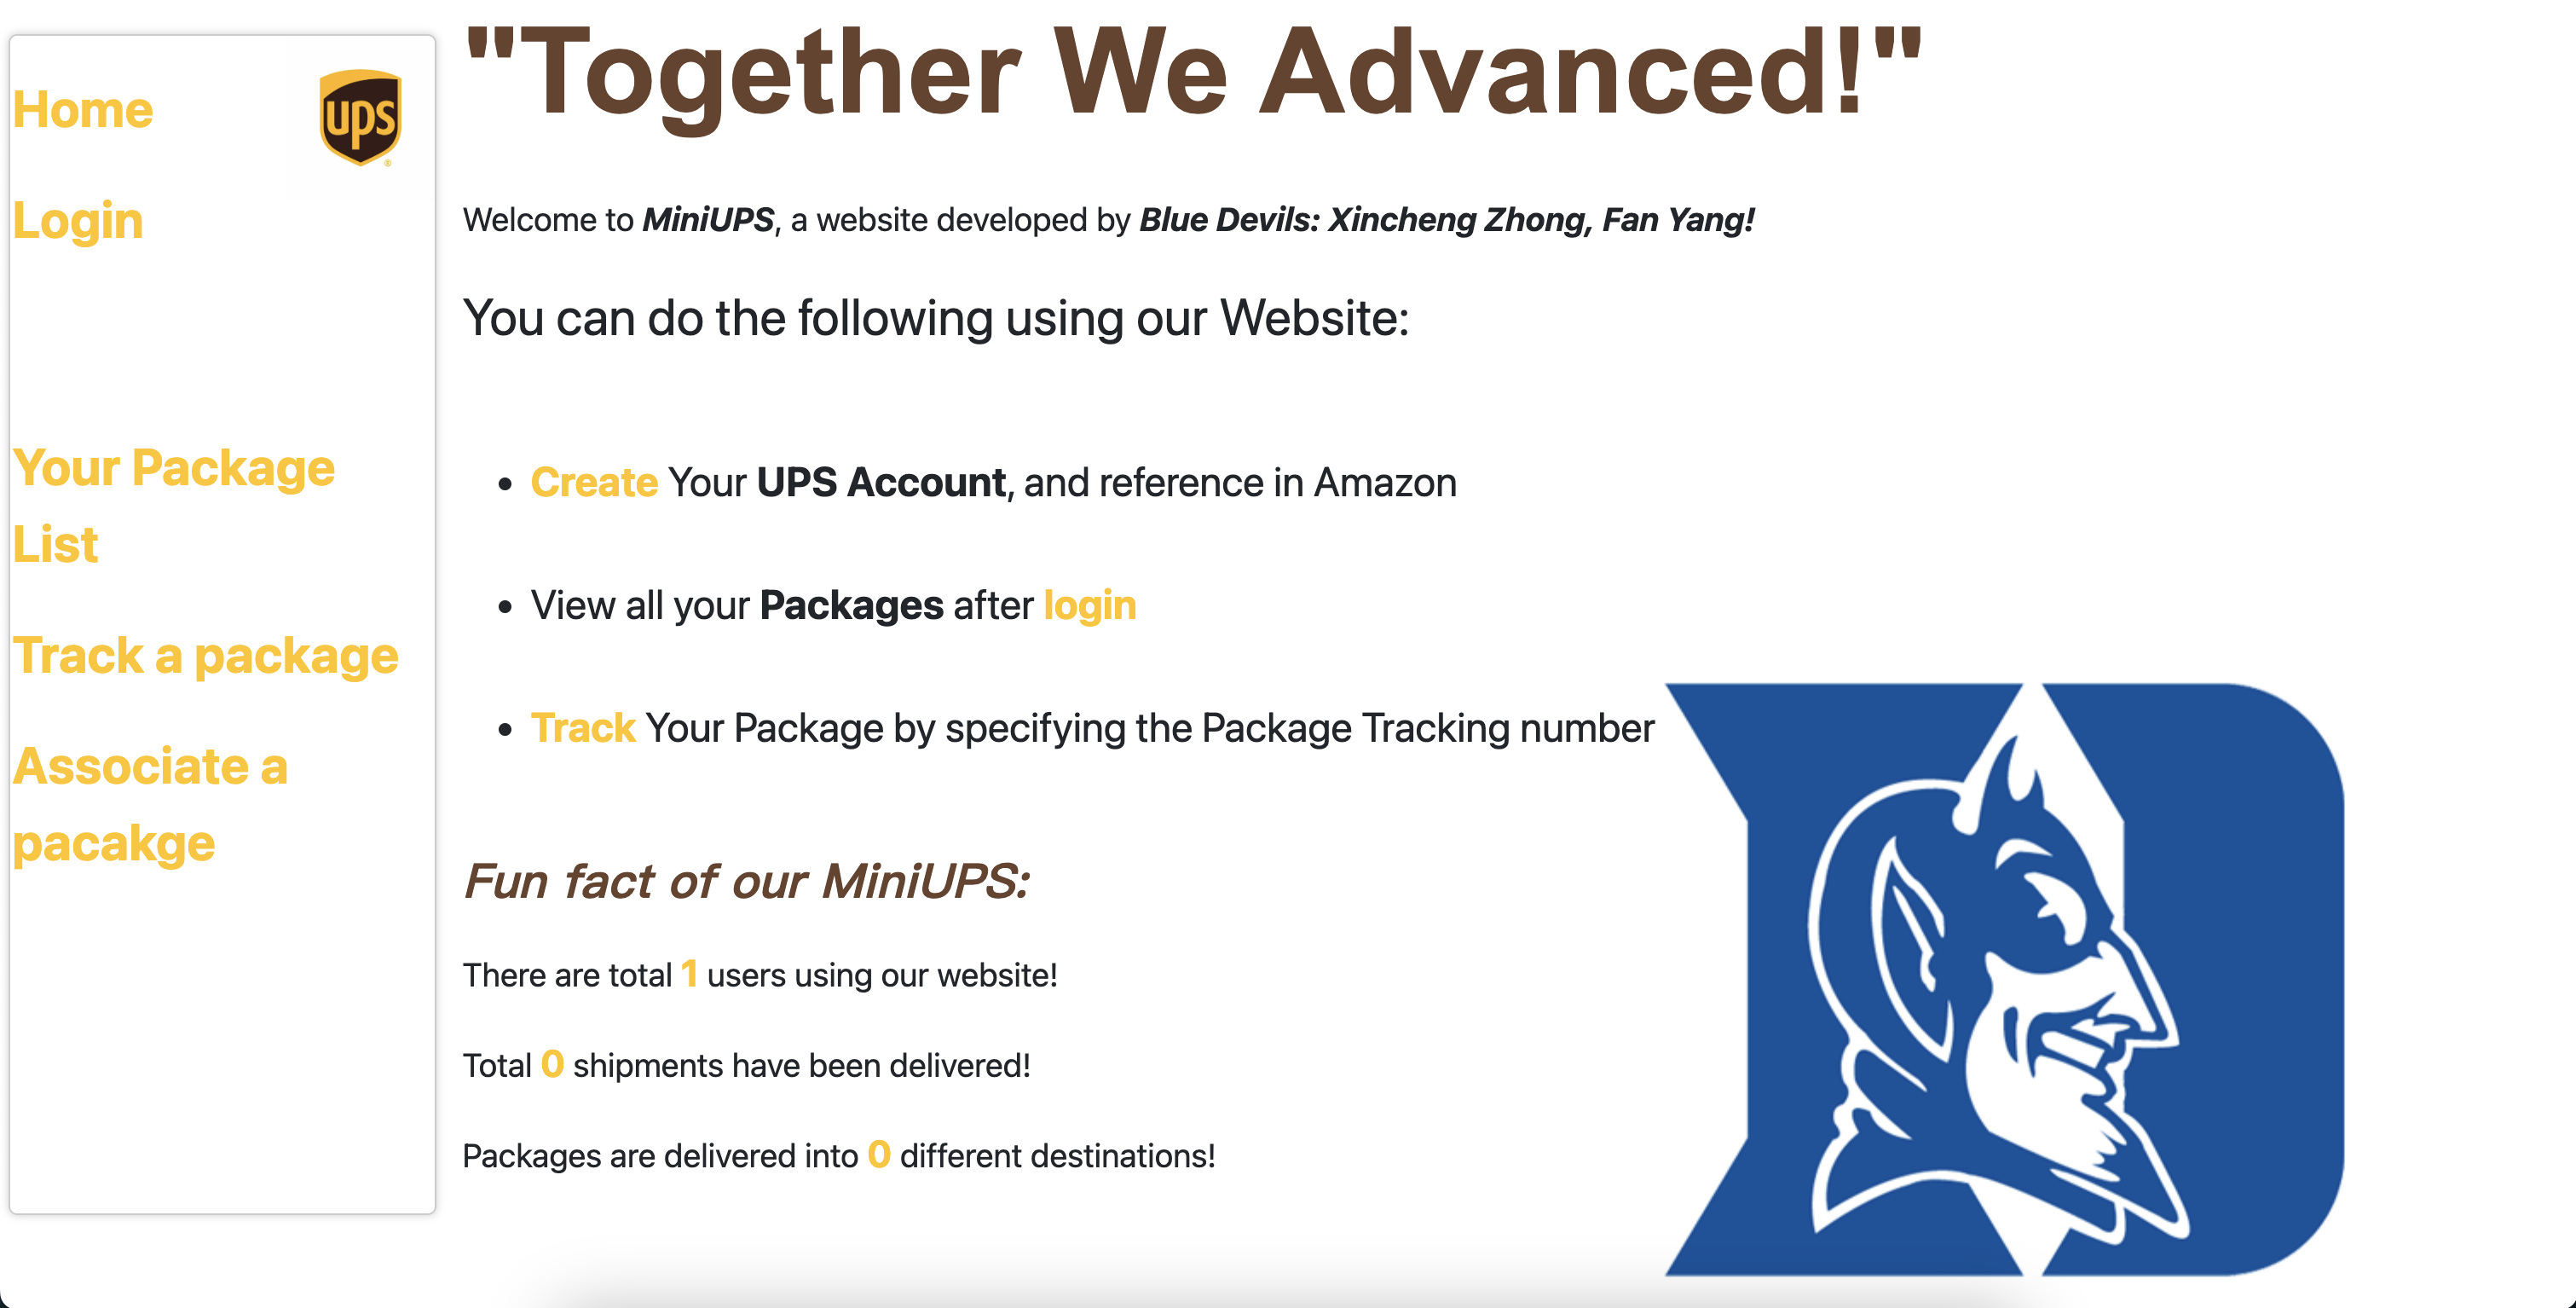 Home
ups
Login
Your Package
List
Track a package
Associate a
pacakge
"Together We Advanced!"
Welcome to MiniUPS, a website developed by Blue Devils: Xincheng Zhong, Fan Yang!
You can do the following using our Website:
• Create Your UPS Account, and reference in Amazon
• View all your Packages after login
• Track Your Package by specifying the Package Tracking number
Fun fact of our MiniUPS:
There are total 1 users using our website!
Total 0 shipments have been delivered!
Packages are delivered into 0 different destinations!